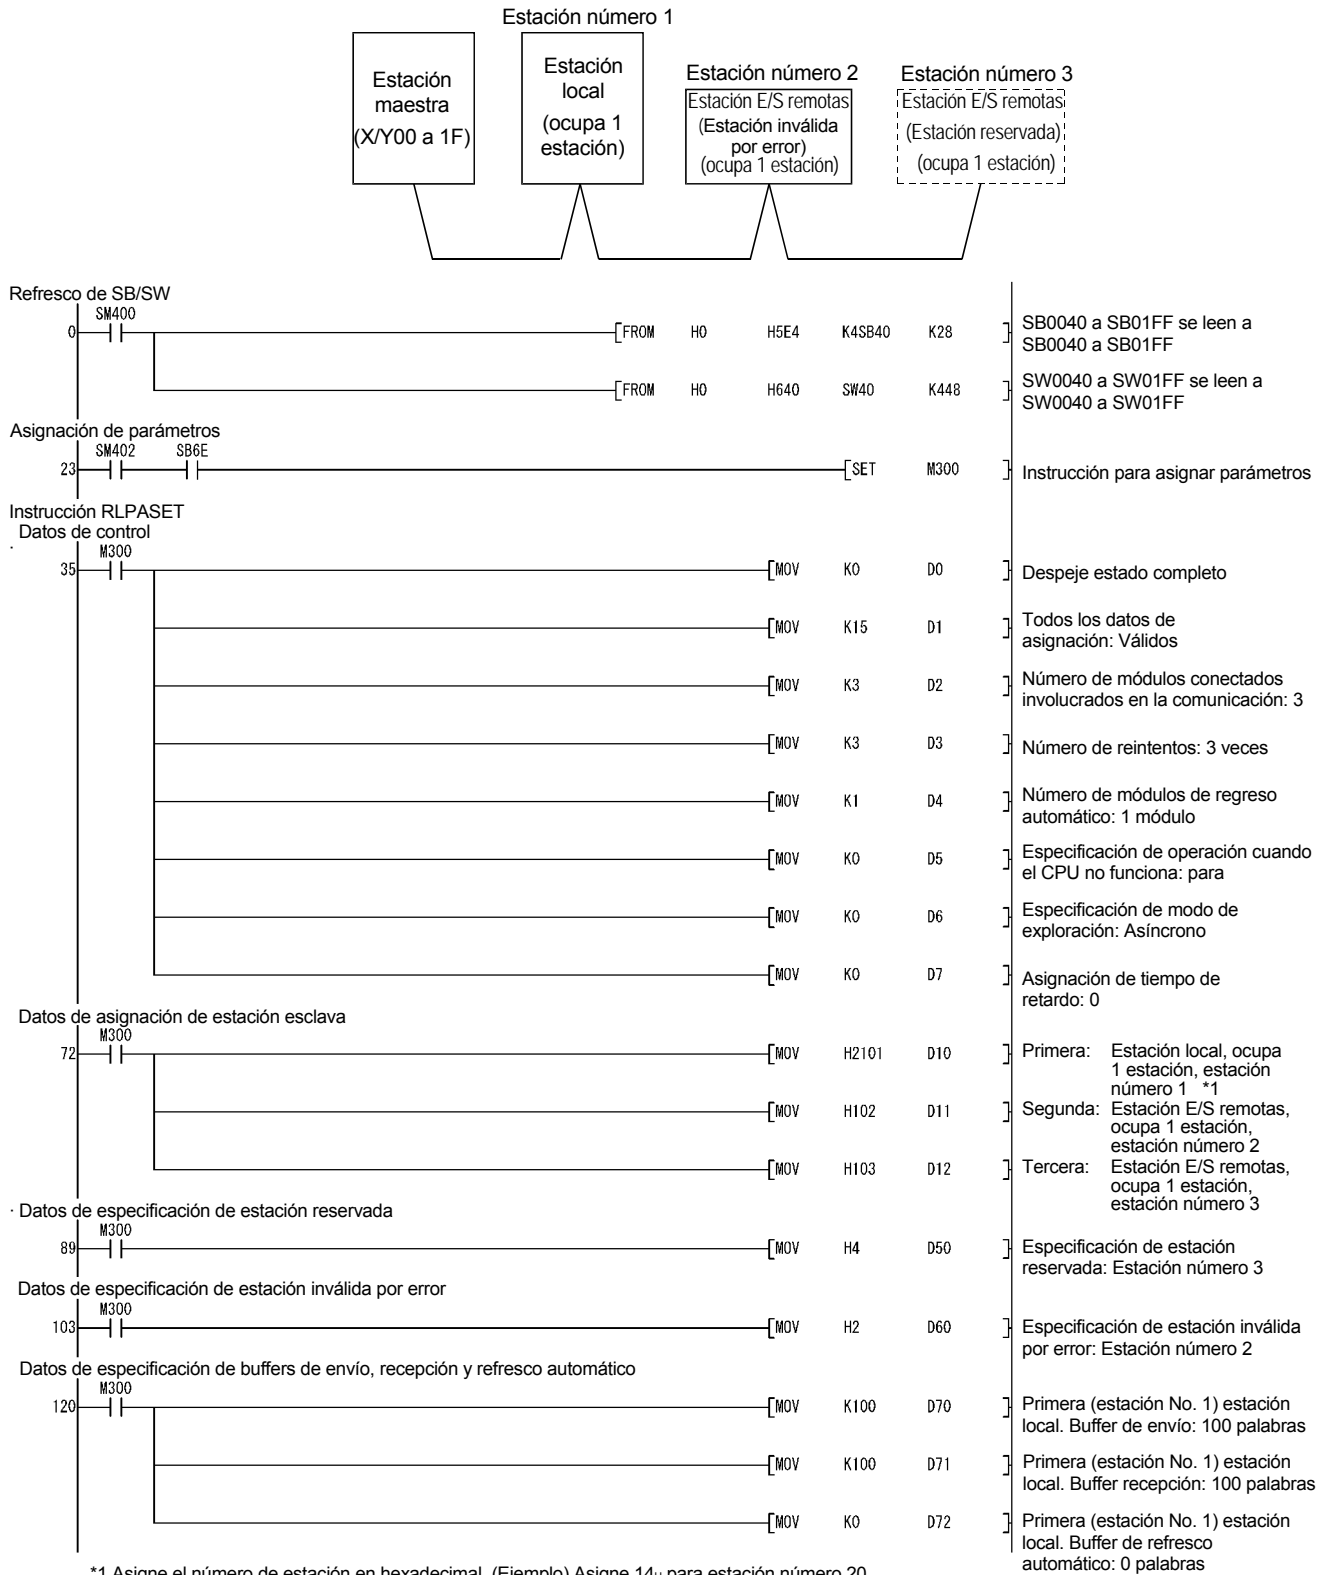 Estación número 1
Estación
maestra
(X/Y00 a 1F)
Estación
local
(ocupa 1
estación)
Estación número 2
Estación E/S remotas
(Estación inválida
por error)
(ocupa 1 estación)
Estación número 3
Estación E/S remotas
(Estación reservada)
(ocupa 1 estación)
Refresco de SB/SW
SM400
0 [FROM H0 H5E4 K4SB40 K28 ] SB0040 a SB01FF se leen a
SB0040 a SB01FF
[FROM H0 H640 SW40 K448 ] SW0040 a SW01FF se leen a
SW0040 a SW01FF
Asignación de parámetros
SM402 SB6E
23 [SET M300 ] Instrucción para asignar parámetros
Instrucción RLPASET
Datos de control
M300
35 [MOV K0 D0 ] Despeje estado completo
[MOV K15 D1 ] Todos los datos de
asignación: Válidos
[MOV K3 D2 ] Número de módulos conectados
involucrados en la comunicación: 3
[MOV K3 D3 ] Número de reintentos: 3 veces
[MOV K1 D4 ] Número de módulos de regreso
automático: 1 módulo
[MOV K0 D5 ] Especificación de operación cuando
el CPU no funciona: para
[MOV K0 D6 ] Especificación de modo de
exploración: Asíncrono
[MOV K0 D7 ] Asignación de tiempo de
retardo: 0
Datos de asignación de estación esclava
M300
72 [MOV H2101 D10 ] Primera: Estación local, ocupa
1 estación, estación
número 1 *1
[MOV H102 D11 ] Segunda: Estación E/S remotas,
ocupa 1 estación,
estación número 2
[MOV H103 D12 ] Tercera: Estación E/S remotas,
ocupa 1 estación,
estación número 3
· Datos de especificación de estación reservada
M300
89 [MOV H4 D50 ] Especificación de estación
reservada: Estación número 3
Datos de especificación de estación inválida por error
M300
103 [MOV H2 D60 ] Especificación de estación inválida
por error: Estación número 2
Datos de especificación de buffers de envío, recepción y refresco automático
M300
120 [MOV K100 D70 ] Primera (estación No. 1) estación
local. Buffer de envío: 100 palabras
[MOV K100 D71 ] Primera (estación No. 1) estación
local. Buffer recepción: 100 palabras
[MOV K0 D72 ] Primera (estación No. 1) estación
local. Buffer de refresco
automático: 0 palabras
*1 Asigne el número de estación en hexadecimal. (Ejemplo) Asigne 14H para estación número 20